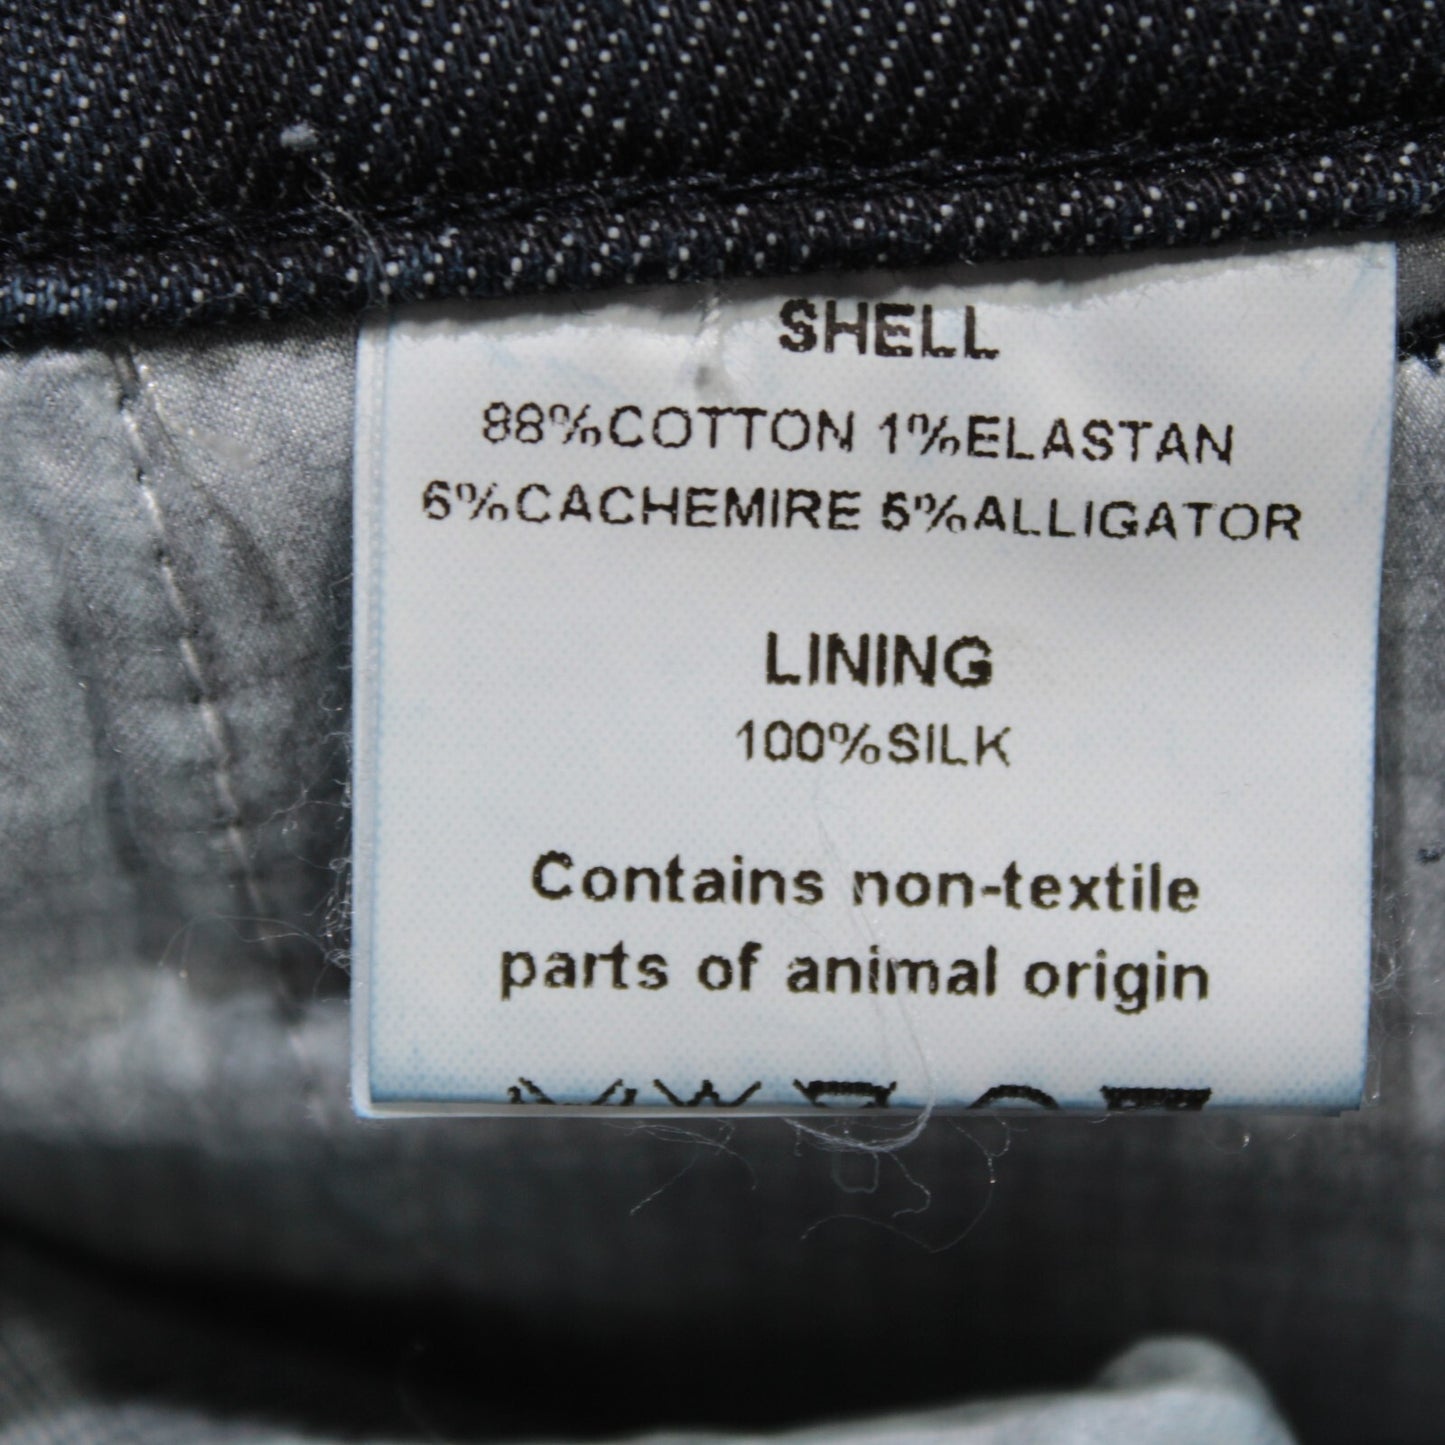 SHELL
88%COTTON 1%ELASTAN
6%CACHEMIRE 5%ALLIGATOR
LINING
100%SILK
Contains non-textile
parts of animal origin